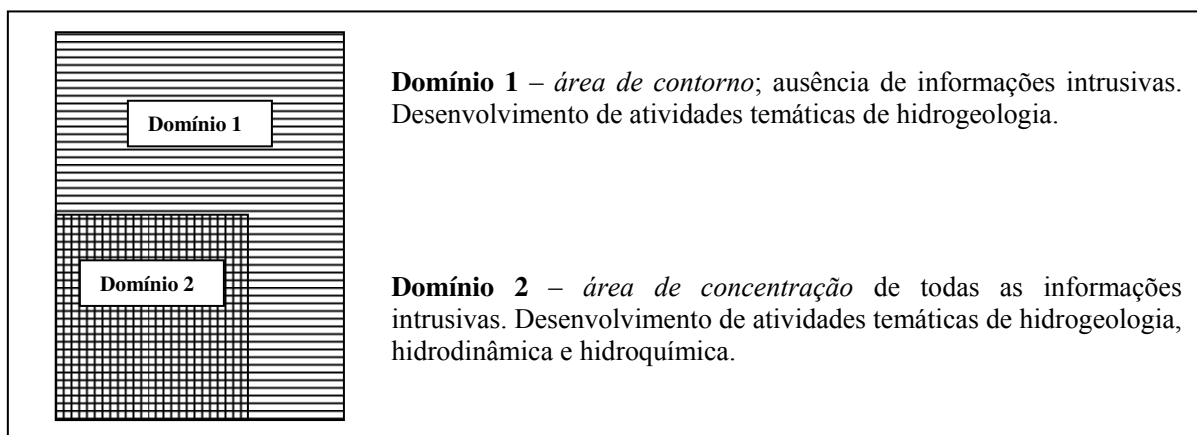 Domínio 1
Domínio 1 – área de contorno; ausência de informações intrusivas.
Desenvolvimento de atividades temáticas de hidrogeologia.
Domínio 2
Domínio 2 – área de concentração de todas as informações
intrusivas. Desenvolvimento de atividades temáticas de hidrogeologia,
hidrodinâmica e hidroquímica.